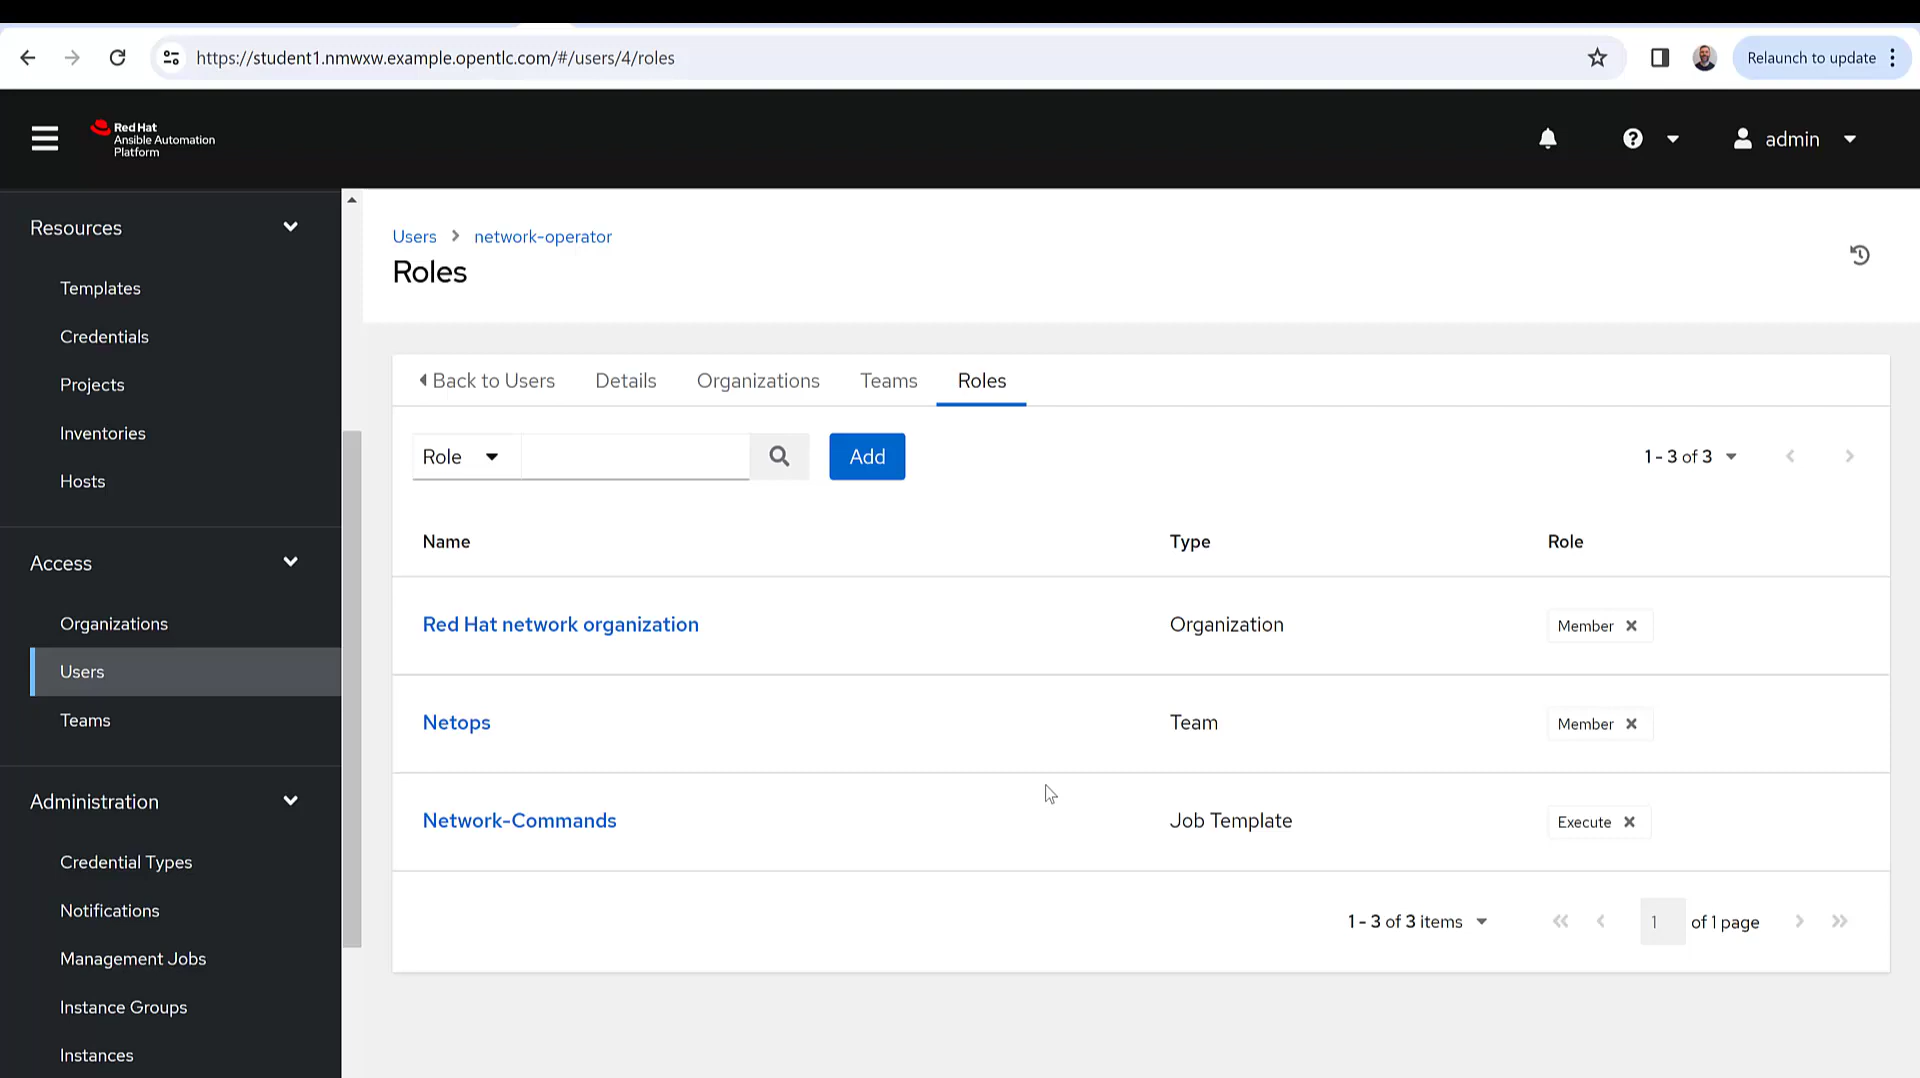 https://student1.nmwxw.example.opentlc.com/#/users/4/roles
Relaunch to update
Red Hat
Ansible Automation
Platform
admin
Resources
Templates
Credentials
Projects
Inventories
Hosts
Access
Organizations
Users
Teams
Administration
Credential Types
Notifications
Management Jobs
Instance Groups
Instances
Users > network-operator
Roles
Back to Users Details Organizations Teams Roles
Role Add 1 - 3 of 3
Name Type Role
Red Hat network organization Organization Member
Netops Team Member
Network-Commands Job Template Execute
1 - 3 of 3 items 1 of 1 page